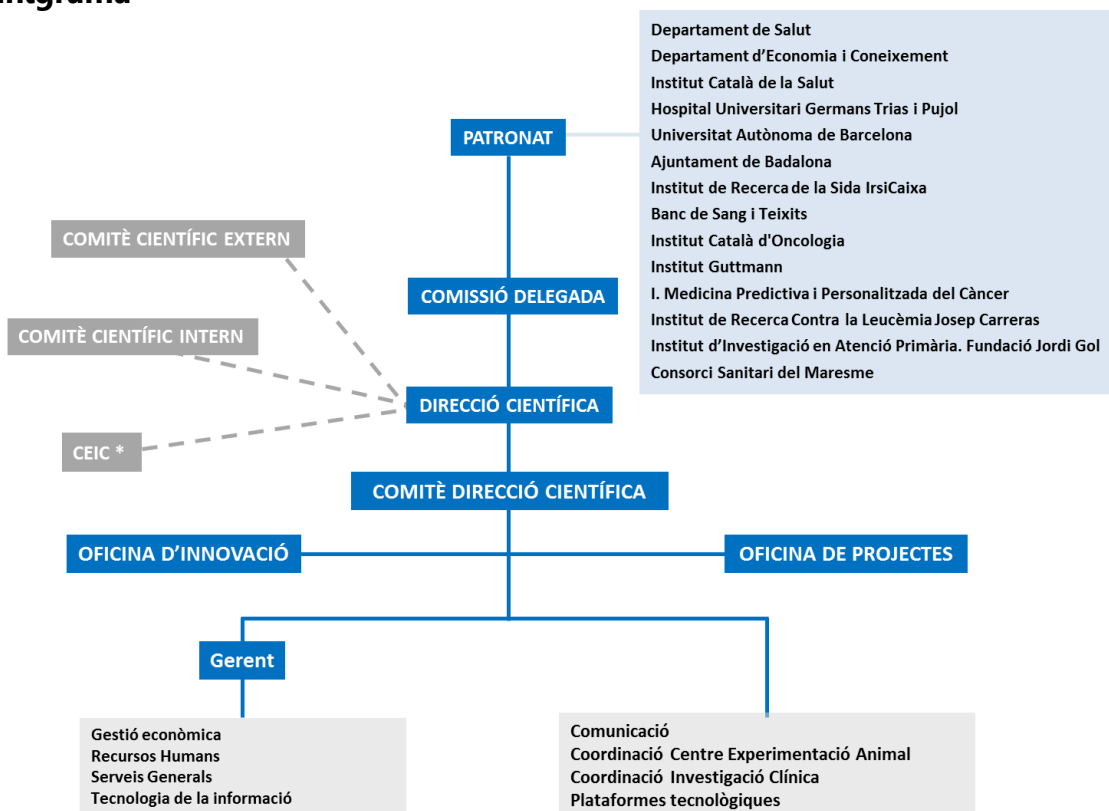 Departament de Salut
Departament d'Economia i Coneixement
Institut Català de la Salut
Hospital Universitari Germans Trias i Pujol
Universitat Autònoma de Barcelona
Ajuntament de Badalona
Institut de Recerca de la Sida IrsiCaixa
Banc de Sang i Teixits
Institut Català d'Oncologia
Institut Guttmann
I. Medicina Predictiva i Personalitzada del Càncer
Institut de Recerca Contra la Leucèmia Josep Carreras
Institut d'Investigació en Atenció Primària. Fundació Jordi Gol
Consorci Sanitari del Maresme
PATRONAT
COMITÈ CIENTÍFIC EXTERN
COMISSIÓ DELEGADA
COMITÈ CIENTÍFIC INTERN
DIRECCIÓ CIENTÍFICA
CEIC *
COMITÈ DIRECCIÓ CIENTÍFICA
OFICINA D'INNOVACIÓ
OFICINA DE PROJECTES
Gerent
Gestió econòmica
Recursos Humans
Serveis Generals
Tecnologia de la informació
Comunicació
Coordinació Centre Experimentació Animal
Coordinació Investigació Clínica
Plataformes tecnològiques